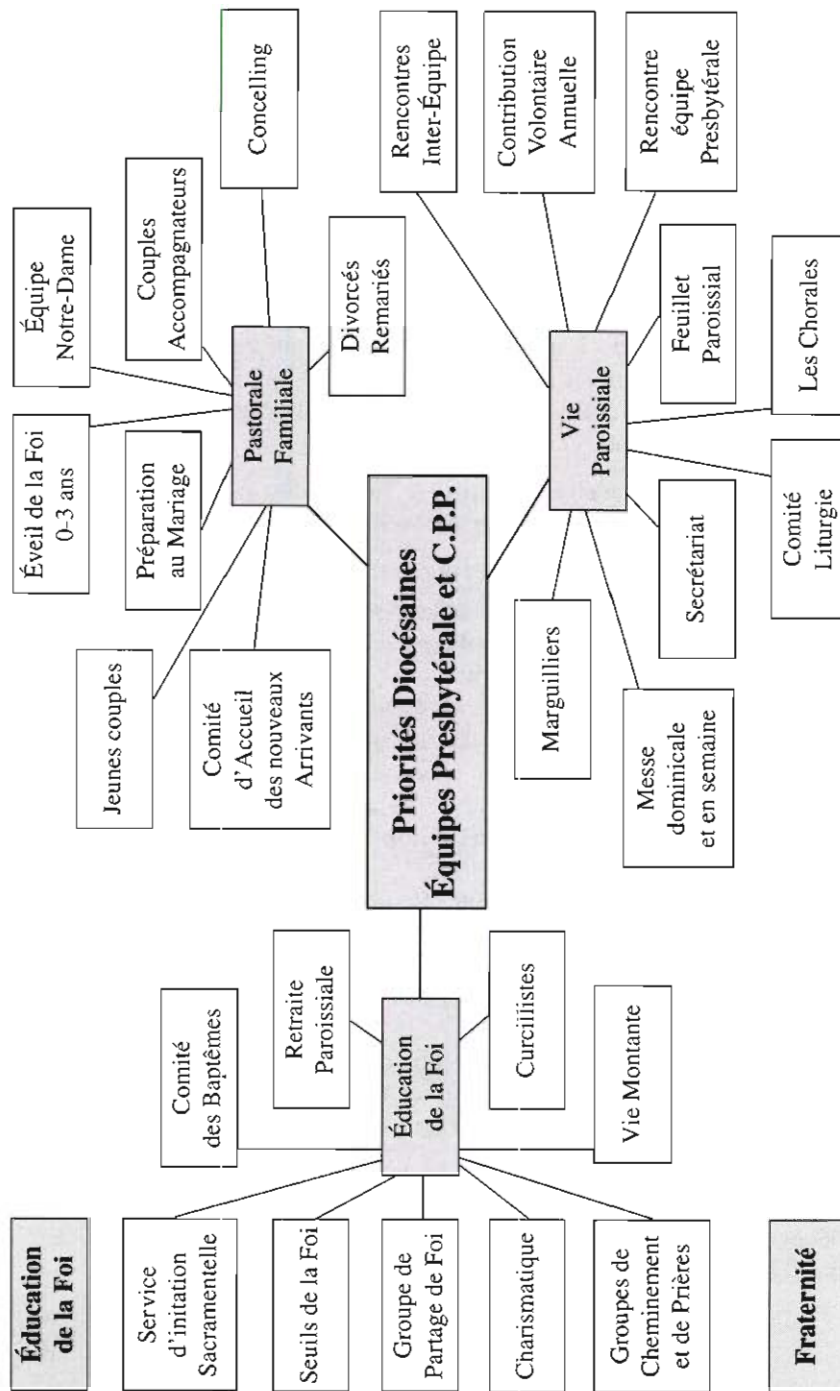 Éducation
de la Foi
Fraternité
Priorités Diocésaines
Équipes Presbytérale et C.P.P.
Éducation
de la Foi
Comité
des Baptêmes
Retraite
Paroissiale
Service
d'initation
Sacramentelle
Seuils de la Foi
Groupe de
Partage de Foi
Charismatique
Groupes de
Cheminement
et de Prières
Vie Montante
Curcillistes
Pastorale
Familiale
Jeunes couples
Comité
d'Accueil
des nouveaux
Arrivants
Éveil de la Foi
0-3 ans
Préparation
au Mariage
Équipe
Notre-Dame
Couples
Accompagnateurs
Concelling
Divorcés
Remariés
Vie
Paroissiale
Marguilliers
Messe
dominicale
et en semaine
Secrétariat
Comité
Liturgie
Les Chorales
Feuillet
Paroissial
Rencontres
Inter-Équipe
Contribution
Volontaire
Annuelle
Rencontre
équipe
Presbytérale